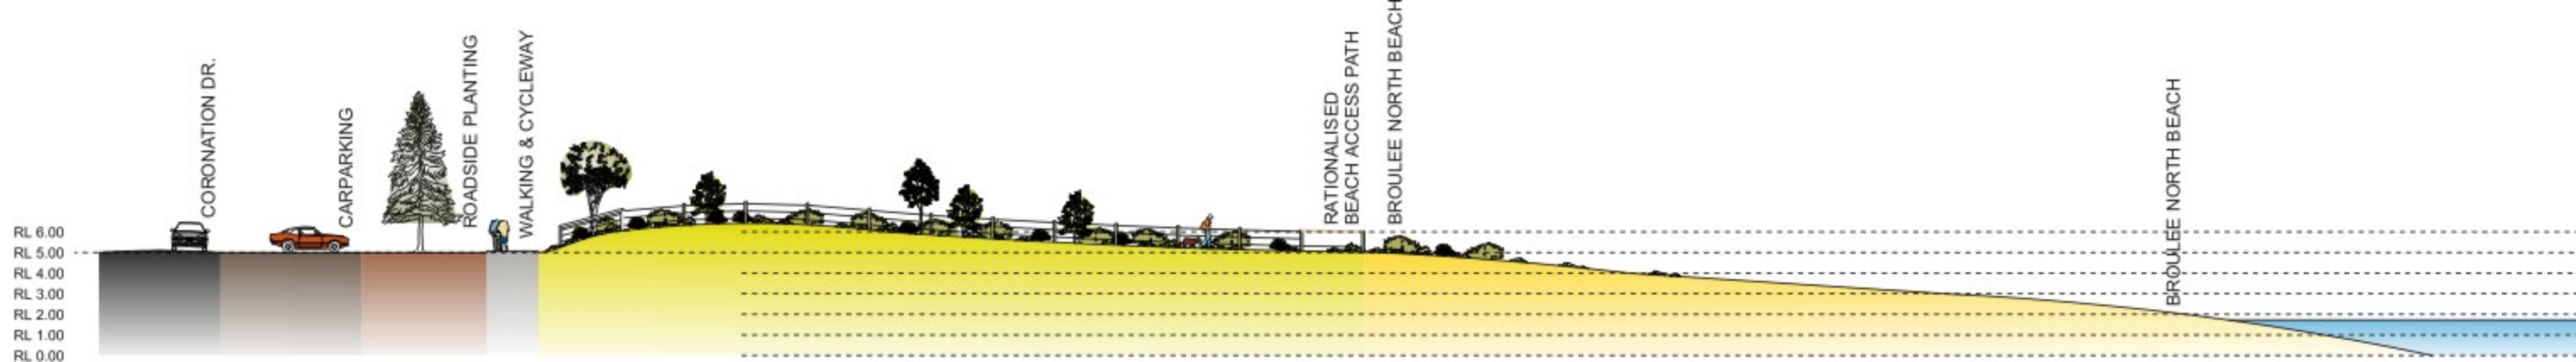 CORONATION DR.
CARPARKING
ROADSIDE PLANTING
WALKING & CYCLEWAY
RATIONALISED
BEACH ACCESS PATH
BROULEE NORTH BEACH
BROULEE NORTH BEACH
RL 6.00
RL 5.00
RL 4.00
RL 3.00
RL 2.00
RL 1.00
RL 0.00